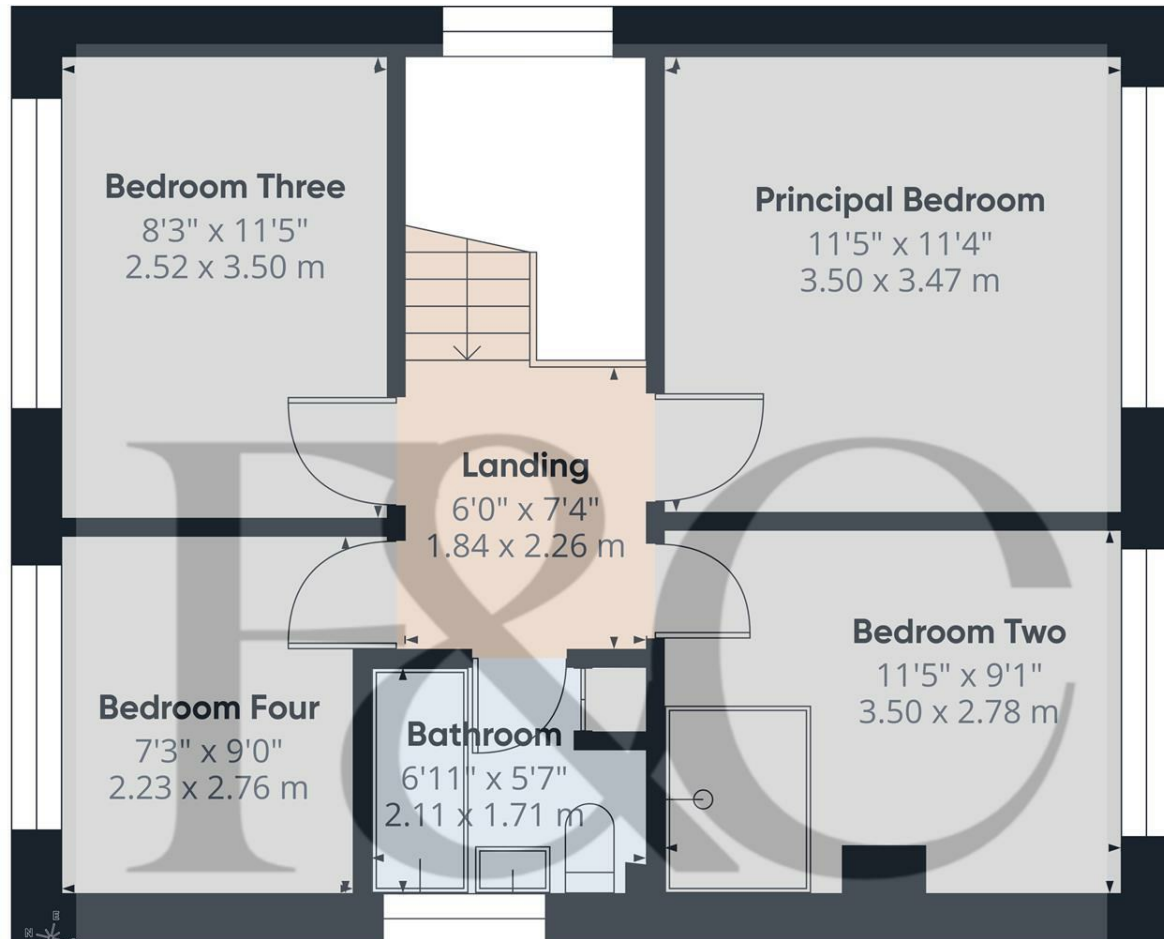 Bedroom Three
8'3" x 11'5"
2.52 x 3.50 m
Principal Bedroom
11'5" x 11'4"
3.50 x 3.47 m
Landing
6'0" x 7'4"
1.84 x 2.26 m
Bedroom Two
11'5" x 9'1"
3.50 x 2.78 m
Bedroom Four
7'3" x 9'0"
2.23 x 2.76 m
Bathroom
6'11" x 5'7"
2.11 x 1.71 m
F&C
N
E